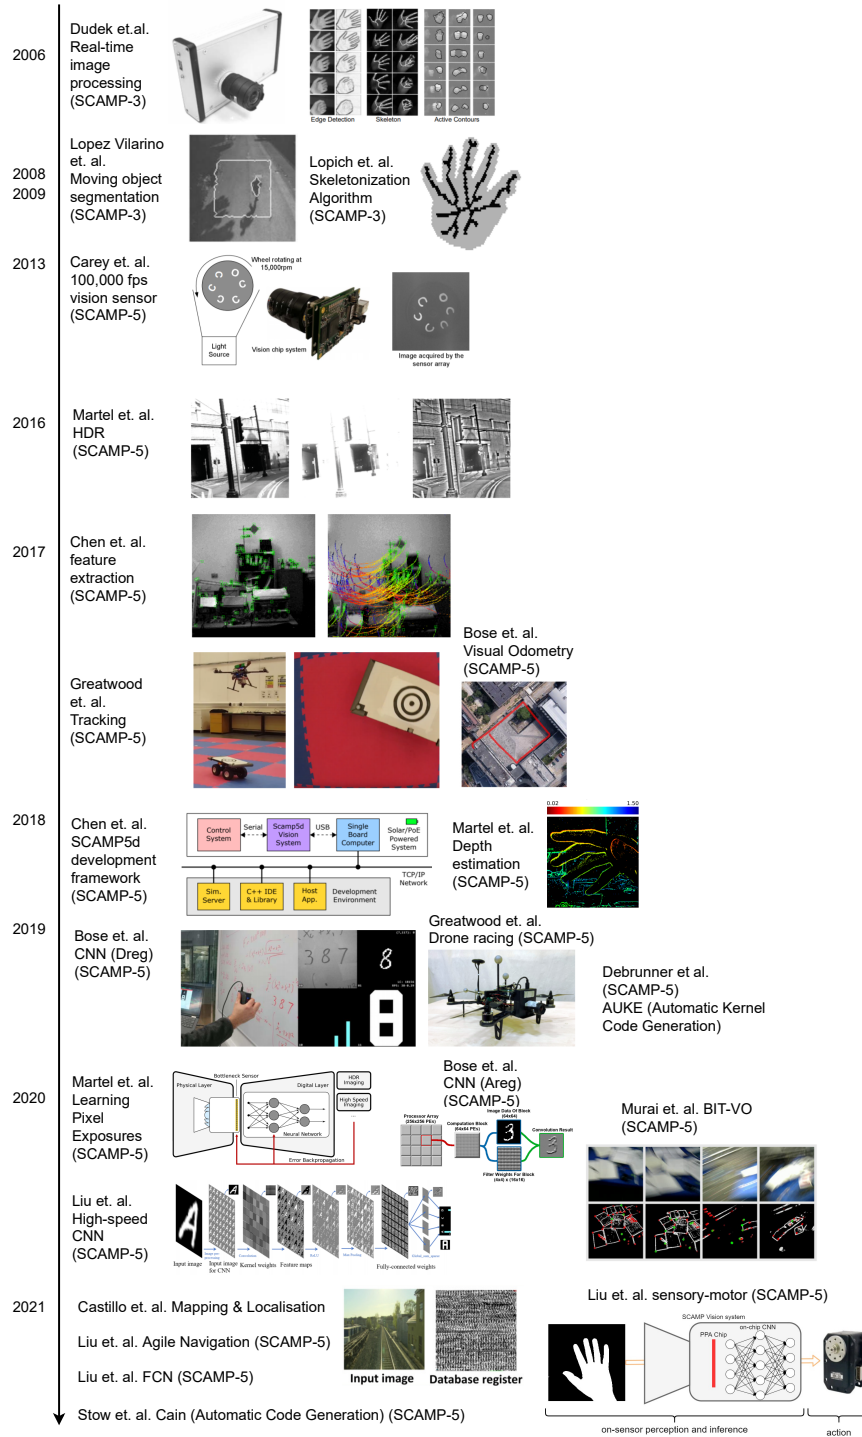 2006
Dudek et.al.
Real-time
image
processing
(SCAMP-3)
Edge Detection
Skeleton
Active Contours
2008
2009
Lopez Vilarino
et. al.
Moving object
segmentation
(SCAMP-3)
Lopich et. al.
Skeletonization
Algorithm
(SCAMP-3)
2013
Carey et. al.
100,000 fps
vision sensor
(SCAMP-5)
Wheel rotating at
15,000rpm
Light
Source
Vision chip system
Image acquired by the
sensor array
2016
Martel et. al.
HDR
(SCAMP-5)
2017
Chen et. al.
feature
extraction
(SCAMP-5)
Greatwood
et. al.
Tracking
(SCAMP-5)
Bose et. al.
Visual Odometry
(SCAMP-5)
2018
Chen et. al.
SCAMP5d
development
framework
(SCAMP-5)
Control
System
Serial
Scamp5d
Vision
System
USB
Single
Board
Computer
Solar/PoE
Powered
System
TCP/IP
Network
Sim.
Server
C++ IDE
& Library
Host
App.
Development
Environment
Martel et. al.
Depth
estimation
(SCAMP-5)
0.02
1.50
2019
Bose et. al.
CNN (Dreg)
(SCAMP-5)
3 8 7
8
Greatwood et. al.
Drone racing (SCAMP-5)
Debrunner et al.
(SCAMP-5)
AUKE (Automatic Kernel
Code Generation)
2020
Martel et. al.
Learning
Pixel
Exposures
(SCAMP-5)
Bottleneck Sensor
Physical Layer
Digital Layer
Neural Network
HDR
Imaging
High Speed
Imaging
...
Error Backpropagation
Bose et. al.
CNN (Areg)
(SCAMP-5)
Processor Array
(256x256 PEs)
Computation Block
(64x64 PEs)
Image Data Of Block
(64x64)
3
Convolution Result
3
Filter Weights For Block
(4x4) x (16x16)
Murai et. al. BIT-VO
(SCAMP-5)
Liu et. al.
High-speed
CNN
(SCAMP-5)
A
A
A
Input image
Input image
for CNN
Convolution
Kernel weights
Feature maps
ReLU
Max Pooling
Fully-connected weights
2021
Castillo et. al. Mapping & Localisation
Liu et. al. Agile Navigation (SCAMP-5)
Liu et. al. FCN (SCAMP-5)
Stow et. al. Cain (Automatic Code Generation) (SCAMP-5)
Input image
Database register
Liu et. al. sensory-motor (SCAMP-5)
SCAMP Vision system
PPA Chip
on-chip CNN
on-sensor perception and inference
action